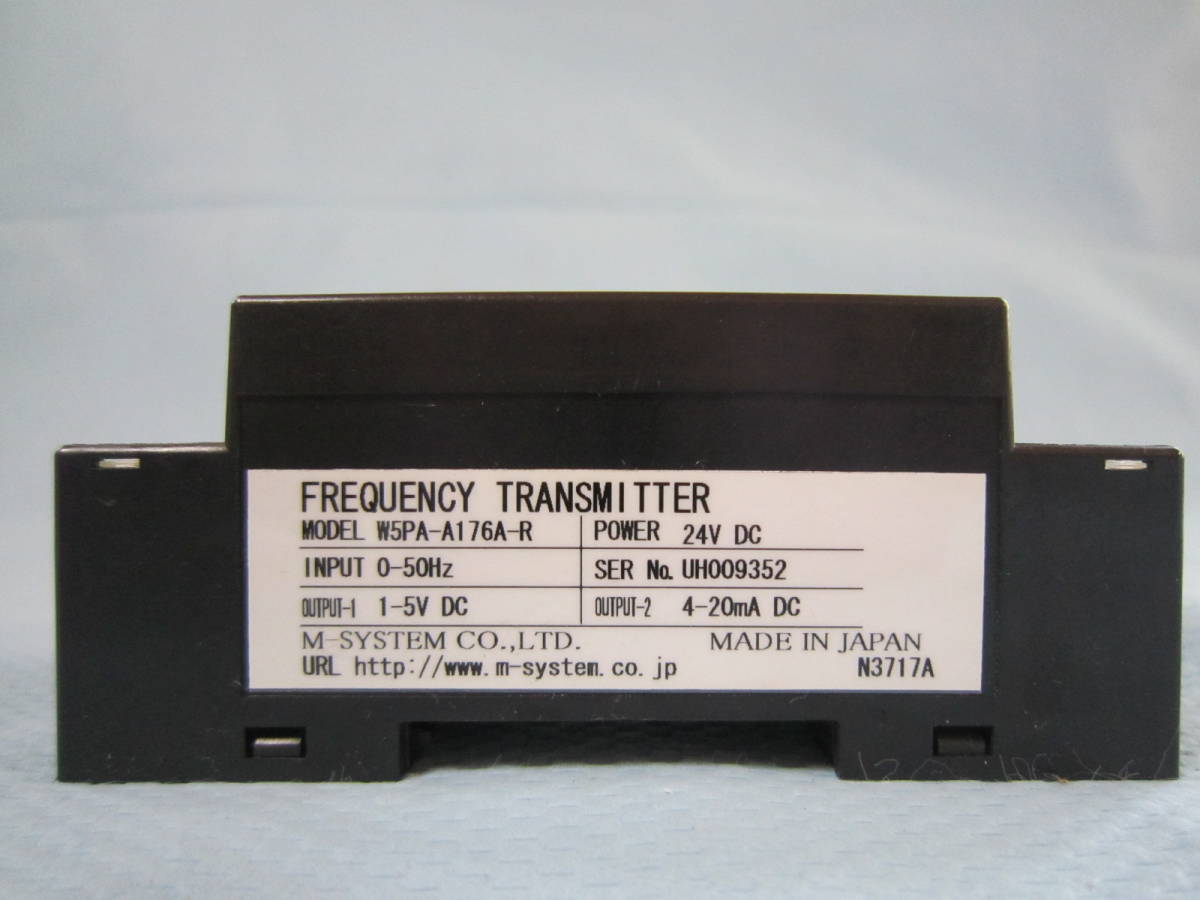 FREQUENCY TRANSMITTER
MODEL W5PA-A176A-R POWER 24V DC
INPUT 0-50Hz SER No. UH009352
OUTPUT-1 1-5V DC OUTPUT-2 4-20mA DC
M-SYSTEM CO.,LTD. MADE IN JAPAN
URL http://www.m-system.co.jp N3717A